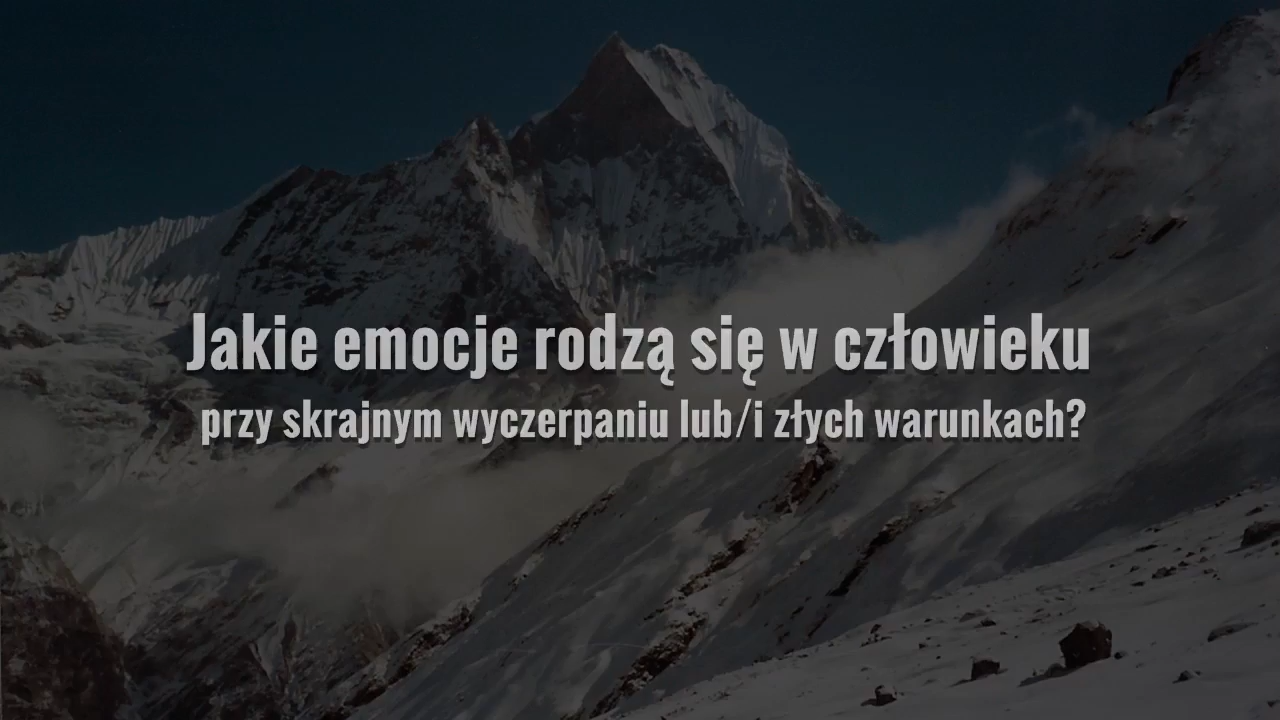 Jakie emocje rodzą się w człowieku
przy skrajnym wyczerpaniu lub/i złych warunkach?